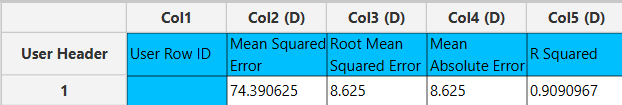 Col1 Col2 (D) Col3 (D) Col4 (D) Col5 (D)
User Header User Row ID Mean Squared Error Root Mean Squared Error Mean Absolute Error R Squared
1 74.390625 8.625 8.625 0.9090967